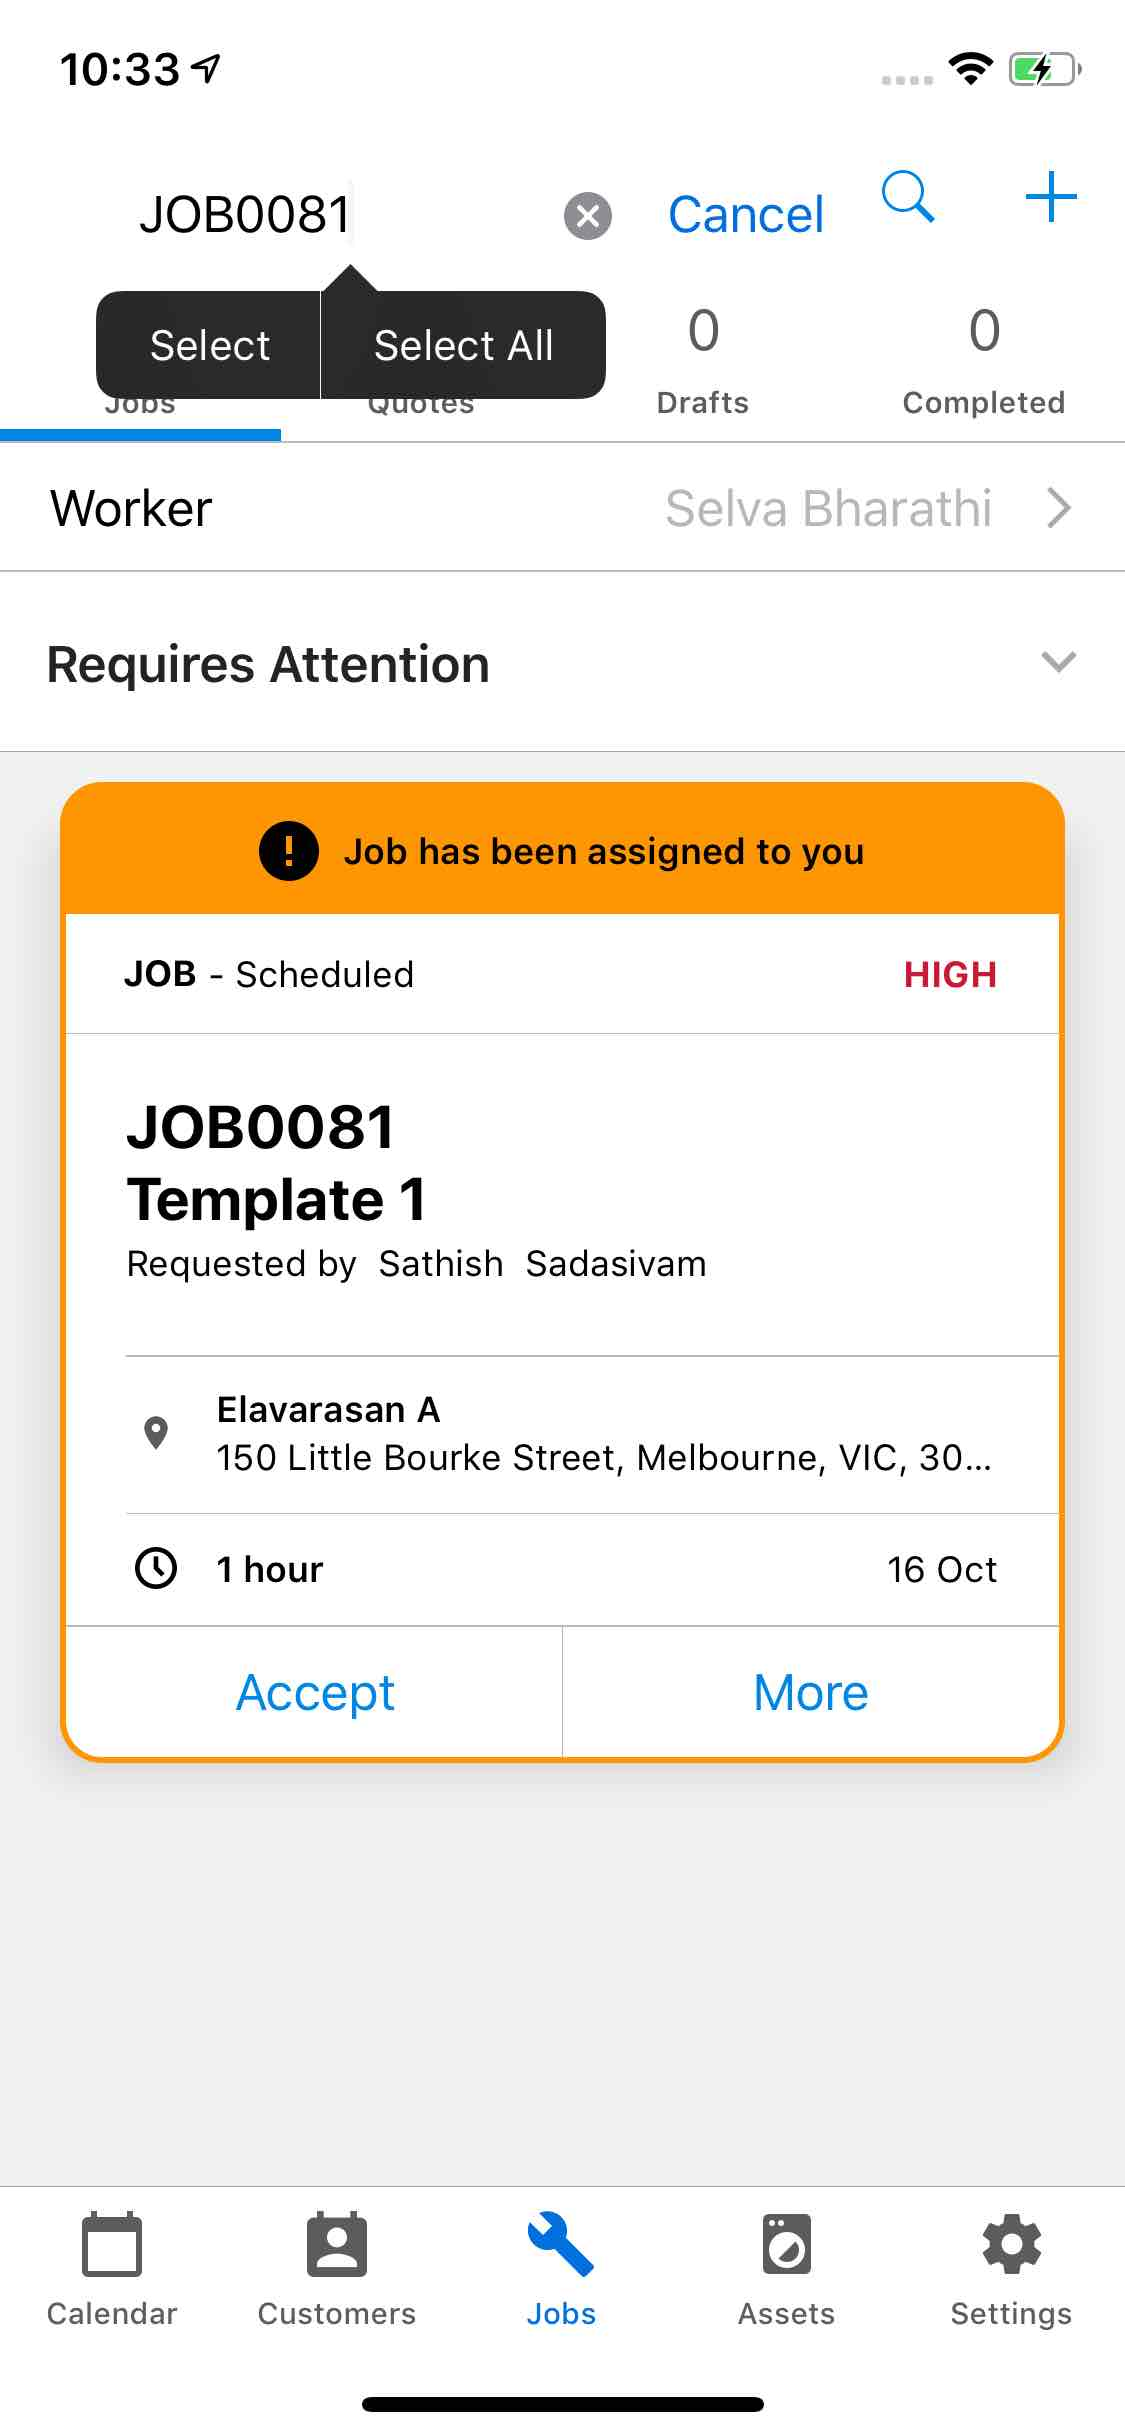 10:33
JOB0081
Cancel
Select
Select All
0
0
Jobs
Quotes
Drafts
Completed
Worker
Selva Bharathi
Requires Attention
Job has been assigned to you
JOB - Scheduled
HIGH
JOB0081
Template 1
Requested by Sathish Sadasivam
Elavarasan A
150 Little Bourke Street, Melbourne, VIC, 30...
1 hour
16 Oct
Accept
More
Calendar
Customers
Jobs
Assets
Settings